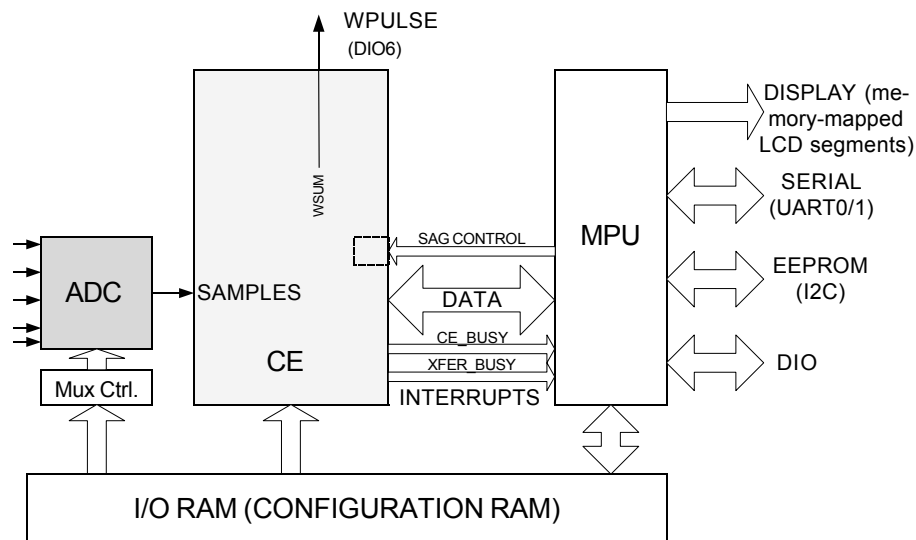 WPULSE
(DIO6)
DISPLAY (me-
mory-mapped
LCD segments)
WSUM
SERIAL
(UART0/1)
MPU
SAG CONTROL
ADC
SAMPLES
DATA
EEPROM
(I2C)
CE_BUSY
CE
XFER_BUSY
DIO
Mux Ctrl.
INTERRUPTS
I/O RAM (CONFIGURATION RAM)